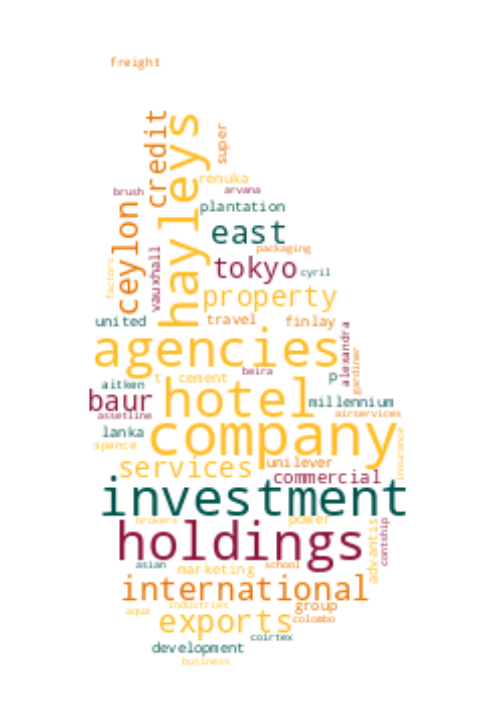 freight
credit
hayleys
super
renuka
brush
arvana
ceylon
plantation
east
packaging
vauxhall
tokyo
cyril
factors
property
united
travel
finlay
agencies
alexandra
gardiner
beira
p
aitken
t
cement
baur
hotel
millennium
assetline
airservices
lanka
company
spence
insurance
services
unilever
commercial
investment
brokers
power
holdings
advantis
contship
asian
marketing
school
international
industries
group
aqua
exports
colombo
coirtex
development
business